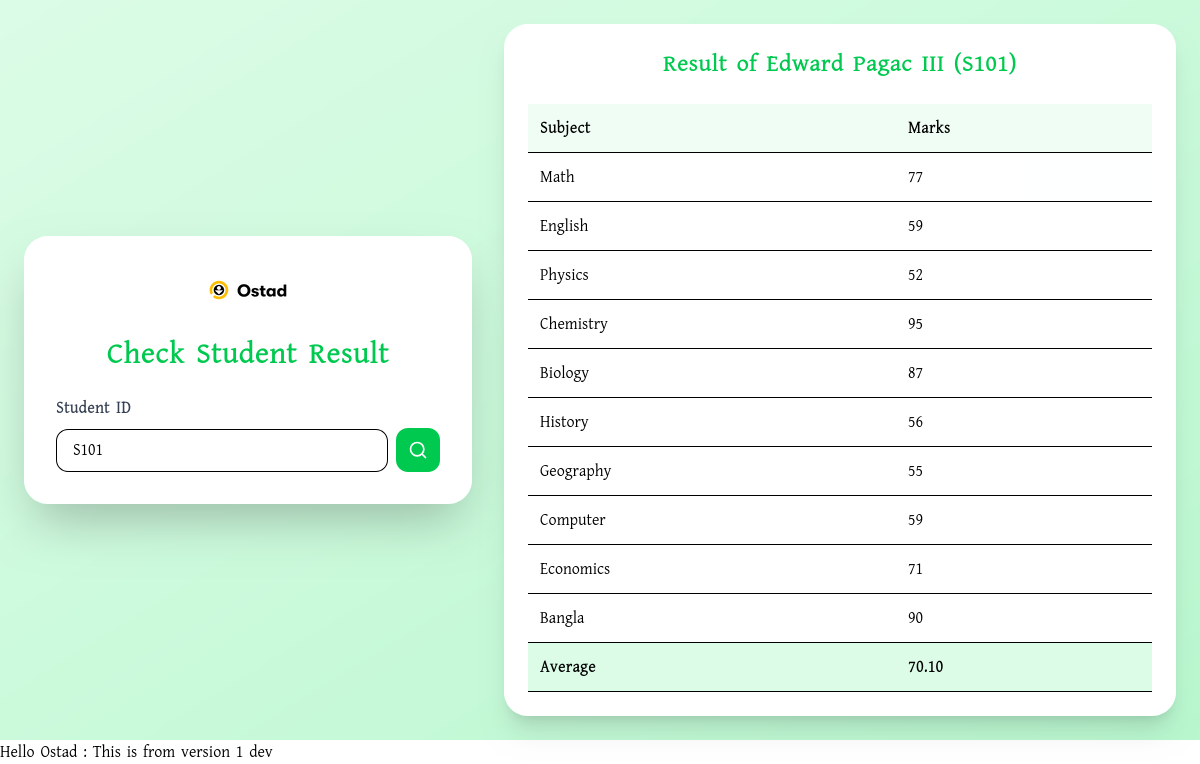 Ostad
Check Student Result
Student ID
S101
Result of Edward Pagac III (S101)
Subject Marks
Math 77
English 59
Physics 52
Chemistry 95
Biology 87
History 56
Geography 55
Computer 59
Economics 71
Bangla 90
Average 70.10
Hello Ostad : This is from version 1 dev